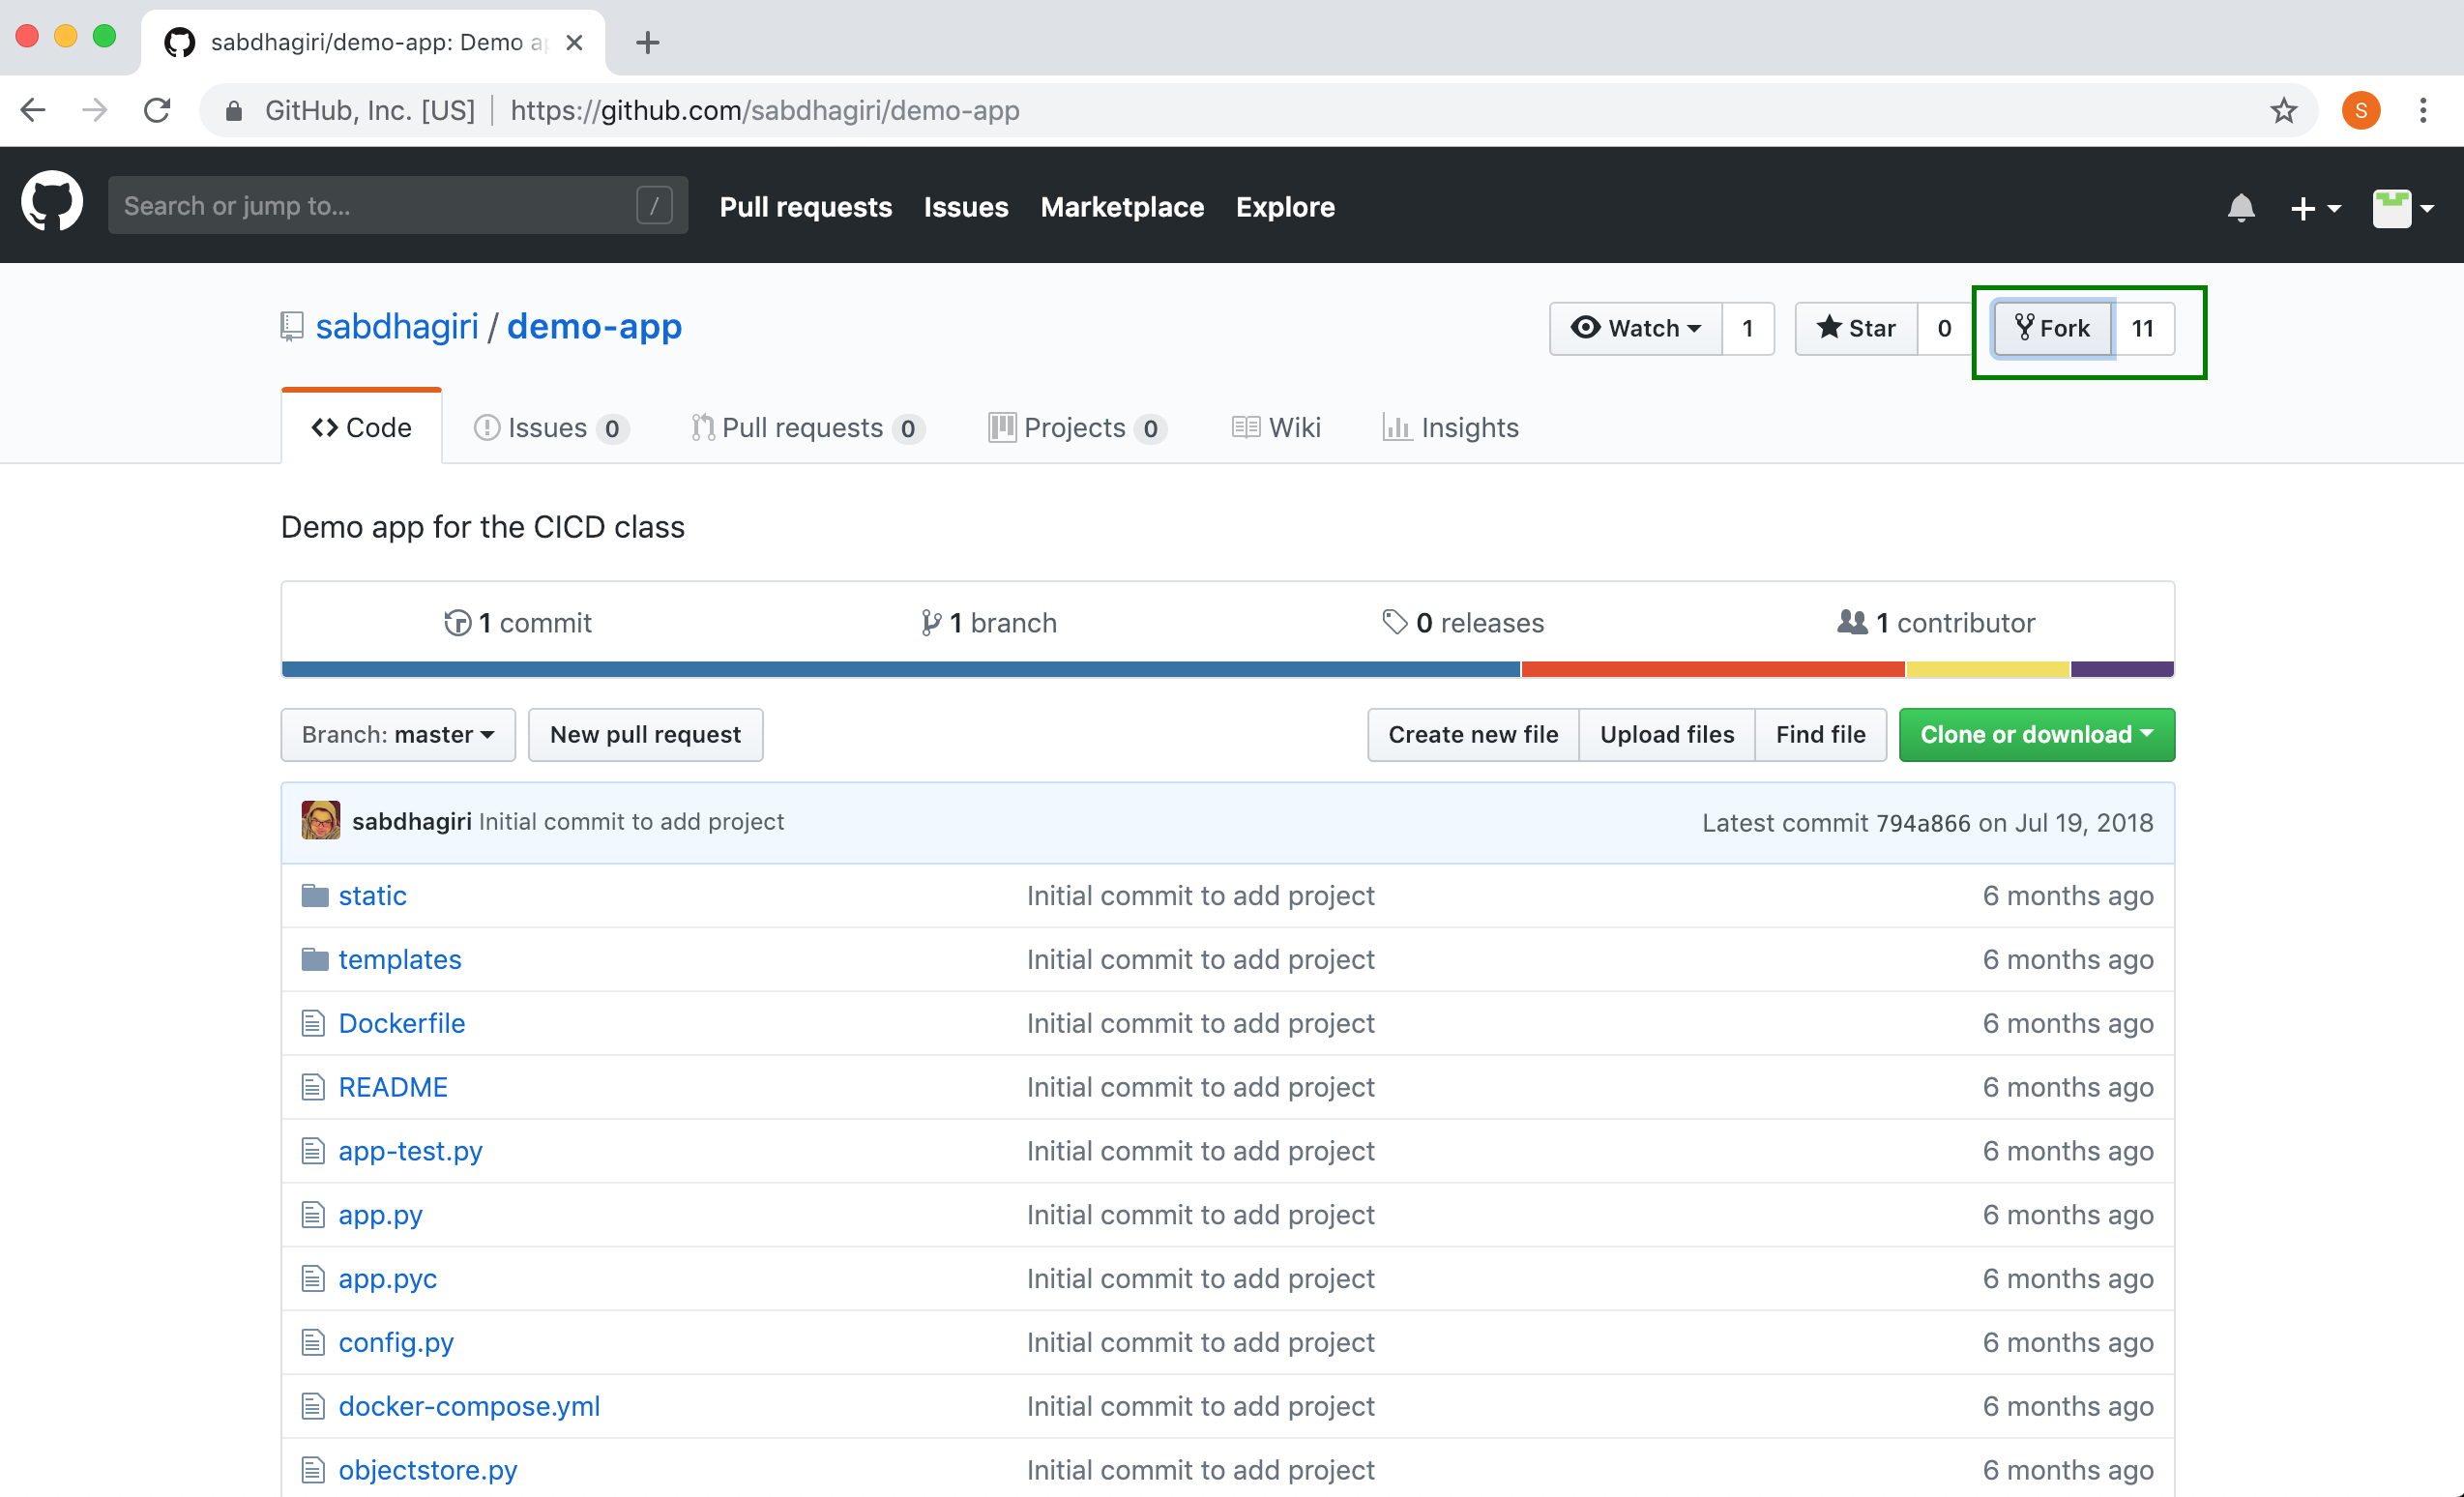 sabdhagiri/demo-app: Demo a
GitHub, Inc. [US] https://github.com/sabdhagiri/demo-app S
Search or jump to... / Pull requests Issues Marketplace Explore
sabdhagiri / demo-app Watch 1 Star 0 Fork 11
Code Issues 0 Pull requests 0 Projects 0 Wiki Insights
Demo app for the CICD class
1 commit 1 branch 0 releases 1 contributor
Branch: master New pull request Create new file Upload files Find file Clone or download
sabdhagiri Initial commit to add project Latest commit 794a866 on Jul 19, 2018
static Initial commit to add project 6 months ago
templates Initial commit to add project 6 months ago
Dockerfile Initial commit to add project 6 months ago
README Initial commit to add project 6 months ago
app-test.py Initial commit to add project 6 months ago
app.py Initial commit to add project 6 months ago
app.pyc Initial commit to add project 6 months ago
config.py Initial commit to add project 6 months ago
docker-compose.yml Initial commit to add project 6 months ago
objectstore.py Initial commit to add project 6 months ago